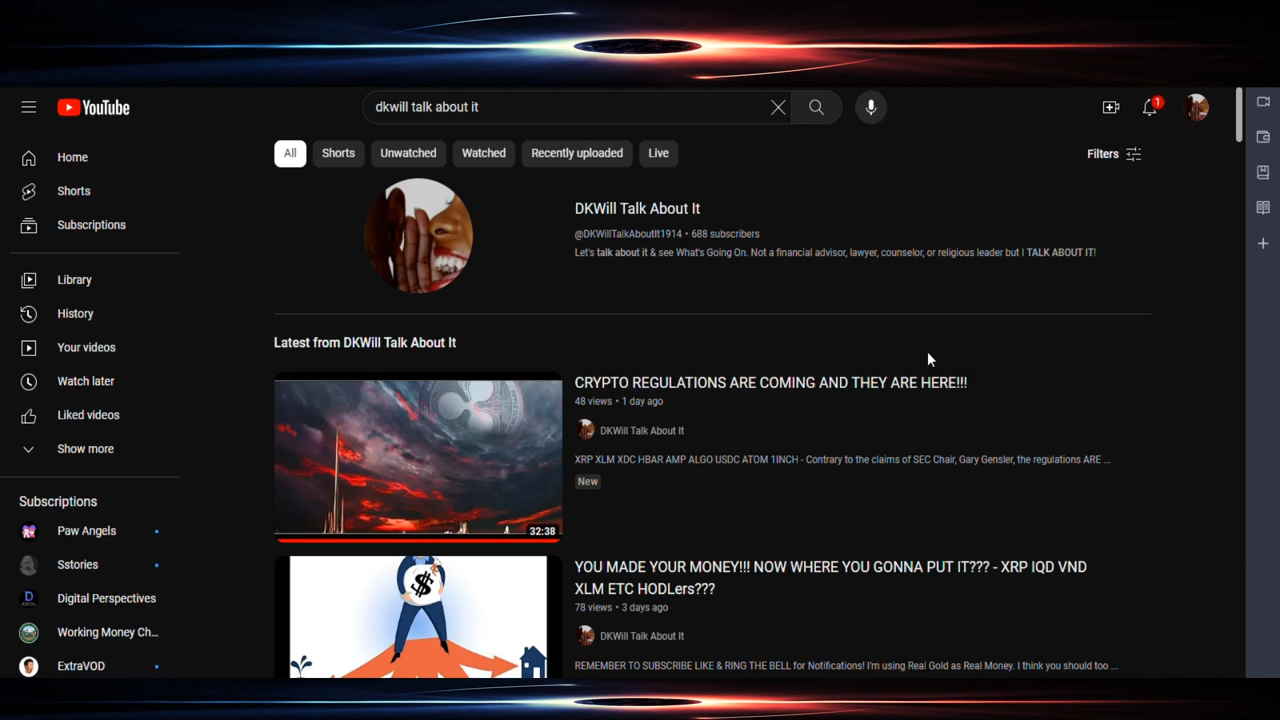 YouTube
dkwill talk about it
1
Home
Shorts
Subscriptions
Library
History
Your videos
Watch later
Liked videos
Show more
Subscriptions
Paw Angels
Sstories
D
Digital Perspectives
Working Money Ch...
ExtraVOD
All
Shorts
Unwatched
Watched
Recently uploaded
Live
Filters
DKWill Talk About It
@DKWillTalkAboutIt1914 • 688 subscribers
Let's talk about it & see What's Going On. Not a financial advisor, lawyer, counselor, or religious leader but I TALK ABOUT IT!
Latest from DKWill Talk About It
32:38
CRYPTO REGULATIONS ARE COMING AND THEY ARE HERE!!!
48 views • 1 day ago
DKWill Talk About It
XRP XLM XDC HBAR AMP ALGO USDC ATOM 1INCH - Contrary to the claims of SEC Chair, Gary Gensler, the regulations ARE ...
New
$
YOU MADE YOUR MONEY!!! NOW WHERE YOU GONNA PUT IT??? - XRP IQD VND
XLM ETC HODLers???
78 views • 3 days ago
DKWill Talk About It
REMEMBER TO SUBSCRIBE LIKE & RING THE BELL for Notifications! I'm using Real Gold as Real Money. I think you should too ...